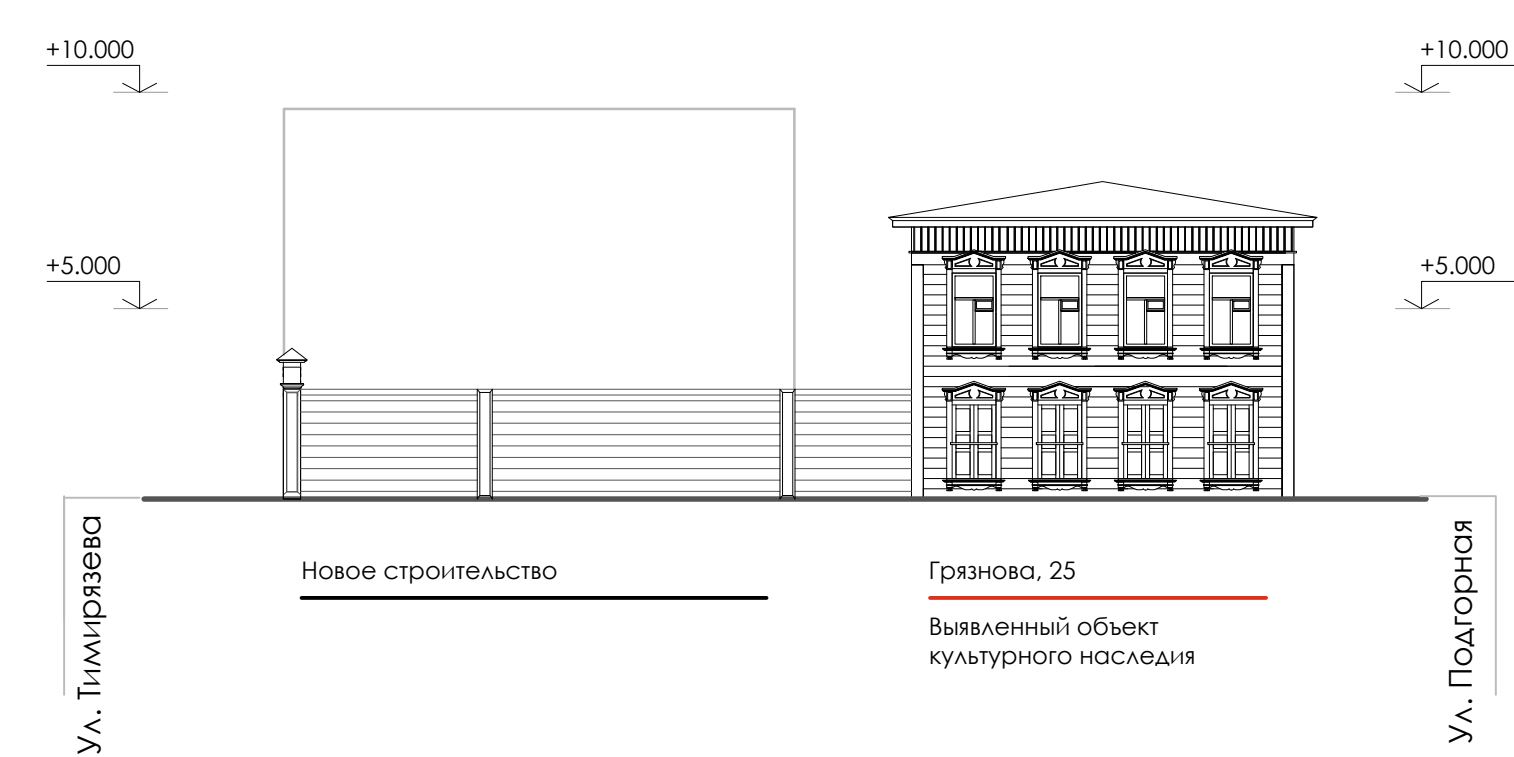 +10.000
+10.000
+5.000
+5.000
Ул. Тимирязева
Новое строительство
Грязнова, 25
Выявленный объект
культурного наследия
Ул. Подгорная